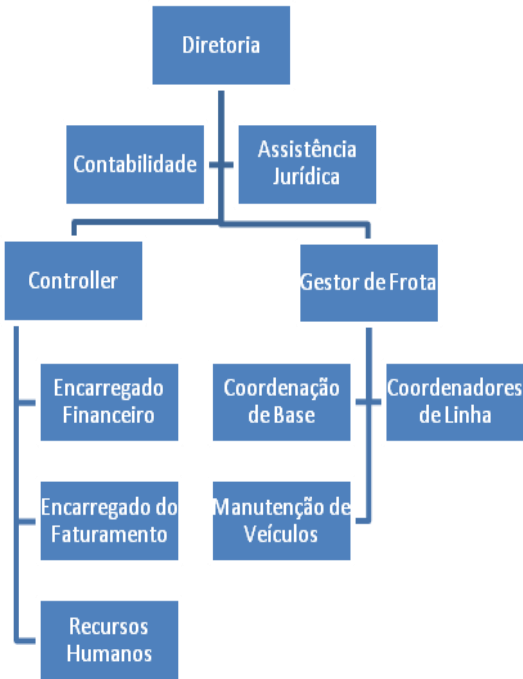 Diretoria
Contabilidade
Assistência
Jurídica
Controller
Gestor de Frota
Encarregado
Financeiro
Coordenação
de Base
Coordenadores
de Linha
Encarregado do
Faturamento
Manutenção de
Veículos
Recursos
Humanos